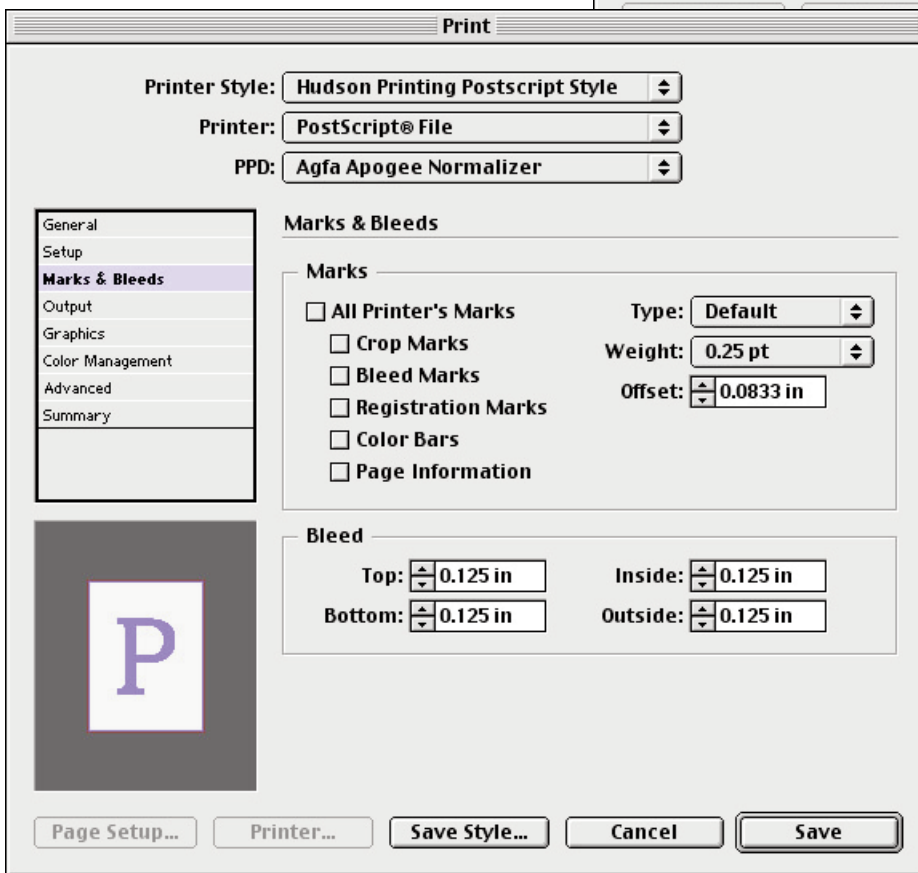 Print
Printer Style: Hudson Printing Postscript Style
Printer: PostScript® File
PPD: Agfa Apogee Normalizer
General
Setup
Marks & Bleeds
Output
Graphics
Color Management
Advanced
Summary
Marks & Bleeds
Marks
All Printer's Marks
Crop Marks
Bleed Marks
Registration Marks
Color Bars
Page Information
Type: Default
Weight: 0.25 pt
Offset: 0.0833 in
Bleed
Top: 0.125 in
Bottom: 0.125 in
Inside: 0.125 in
Outside: 0.125 in
P
Page Setup... Printer... Save Style... Cancel Save